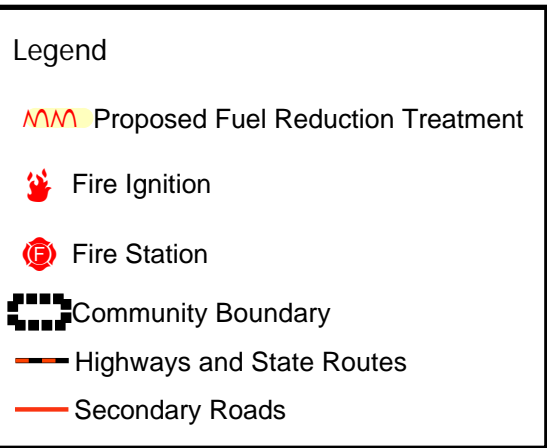 Legend
Proposed Fuel Reduction Treatment
Fire Ignition
F Fire Station
Community Boundary
Highways and State Routes
Secondary Roads